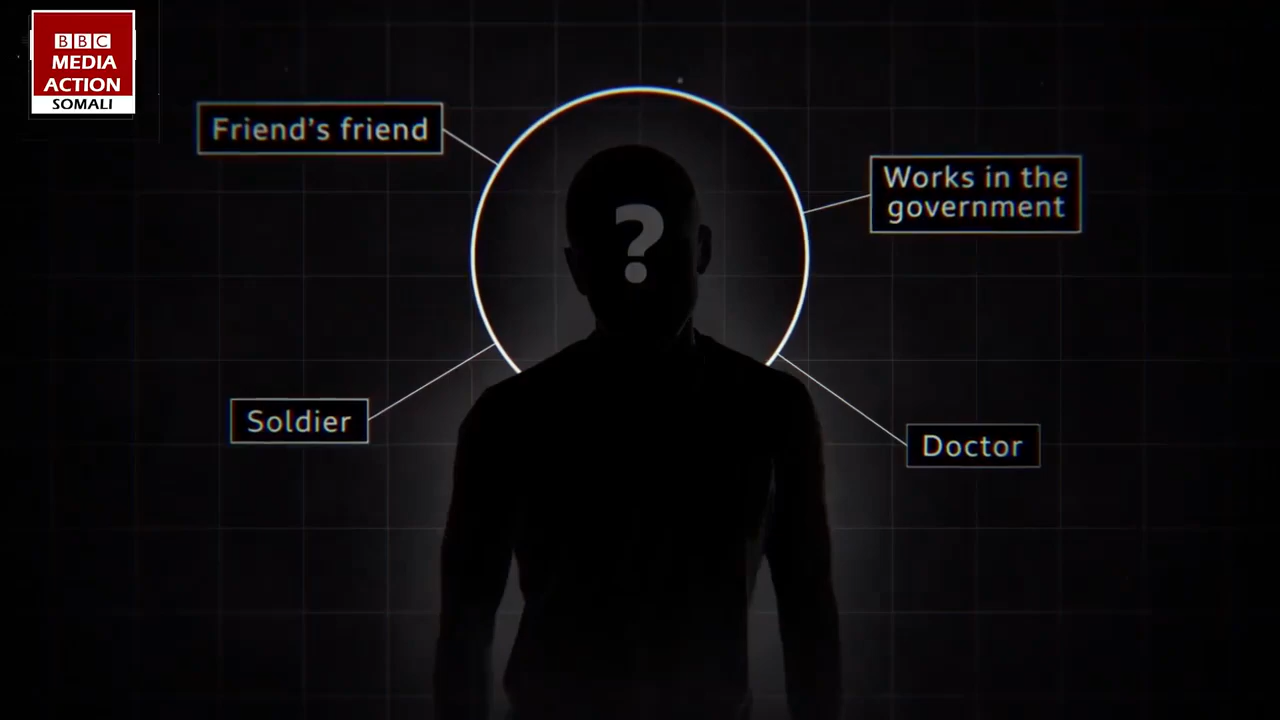 BBC
MEDIA
ACTION
SOMALI
Friend's friend
Works in the
government
?
Soldier
Doctor